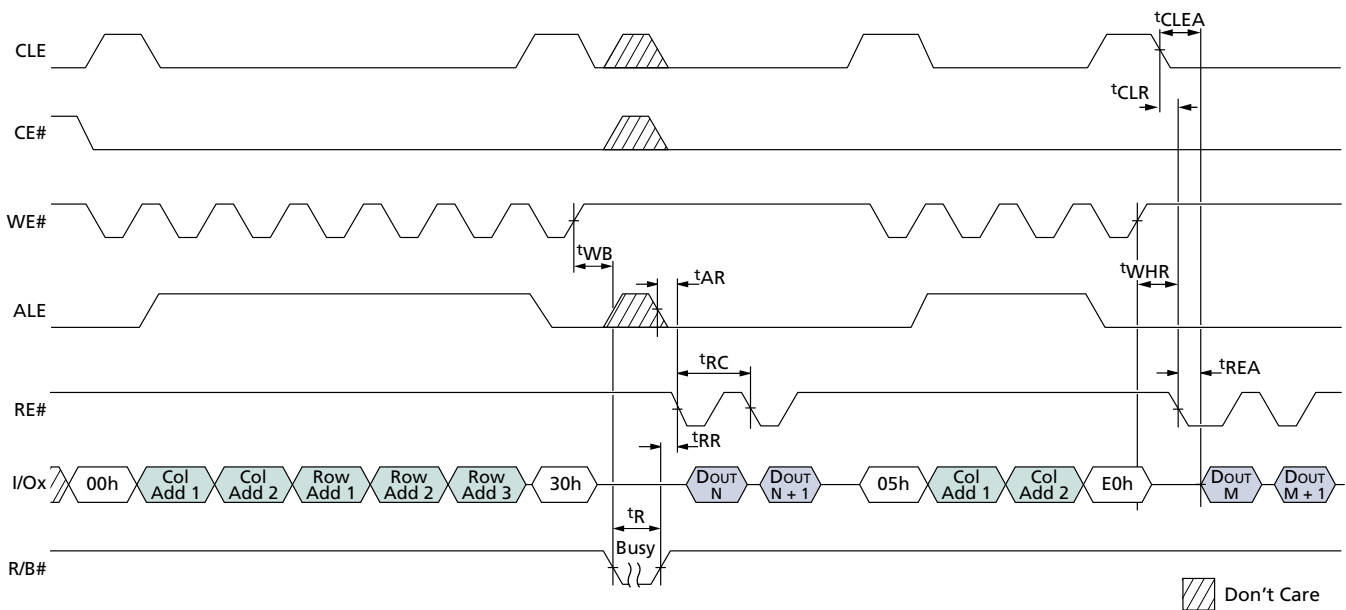 tCLEA
CLE
tCLR
CE#
WE#
tWB
tWHR
tAR
ALE
tRC
tREA
RE#
tRR
I/Ox
00h
Col
Add 1
Col
Add 2
Row
Add 1
Row
Add 2
Row
Add 3
30h
DOUT
N
DOUT
N + 1
05h
Col
Add 1
Col
Add 2
E0h
DOUT
M
DOUT
M + 1
tR
Busy
R/B#
Don't Care